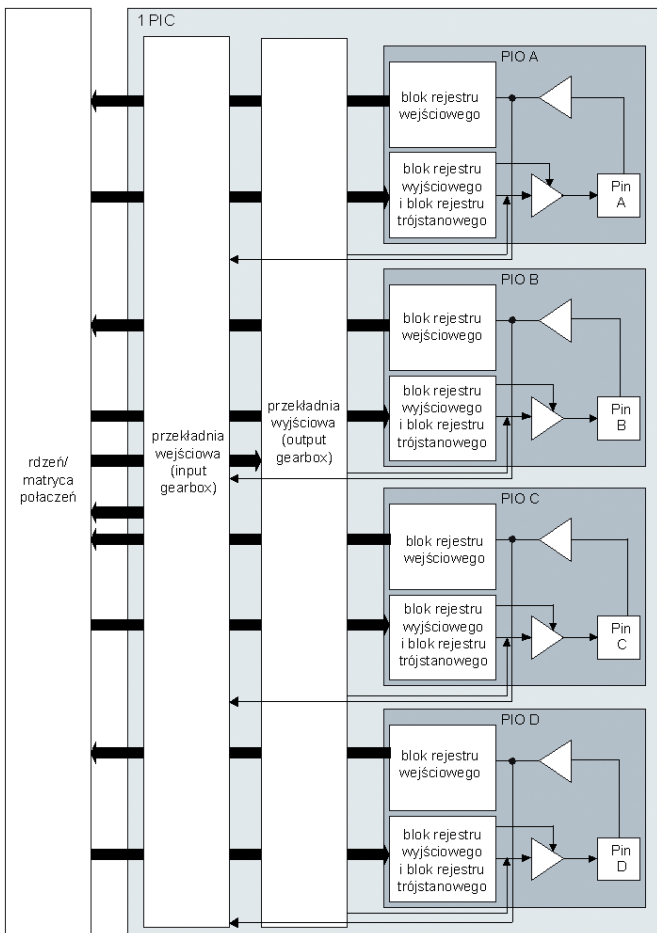 1 PIC
PIO A
blok rejestru
wejściowego
blok rejestru
wyjściowego
i blok rejestru
trójstanowego
Pin
A
PIO B
blok rejestru
wejściowego
blok rejestru
wyjściowego
i blok rejestru
trójstanowego
Pin
B
rdzeń/
matryca
połaczeń
przekładnia
wejściowa
(input
gearbox)
przekładnia
wyjściowa
(output
gearbox)
PIO C
blok rejestru
wejściowego
blok rejestru
wyjściowego
i blok rejestru
trójstanowego
Pin
C
PIO D
blok rejestru
wejściowego
blok rejestru
wyjściowego
i blok rejestru
trójstanowego
Pin
D